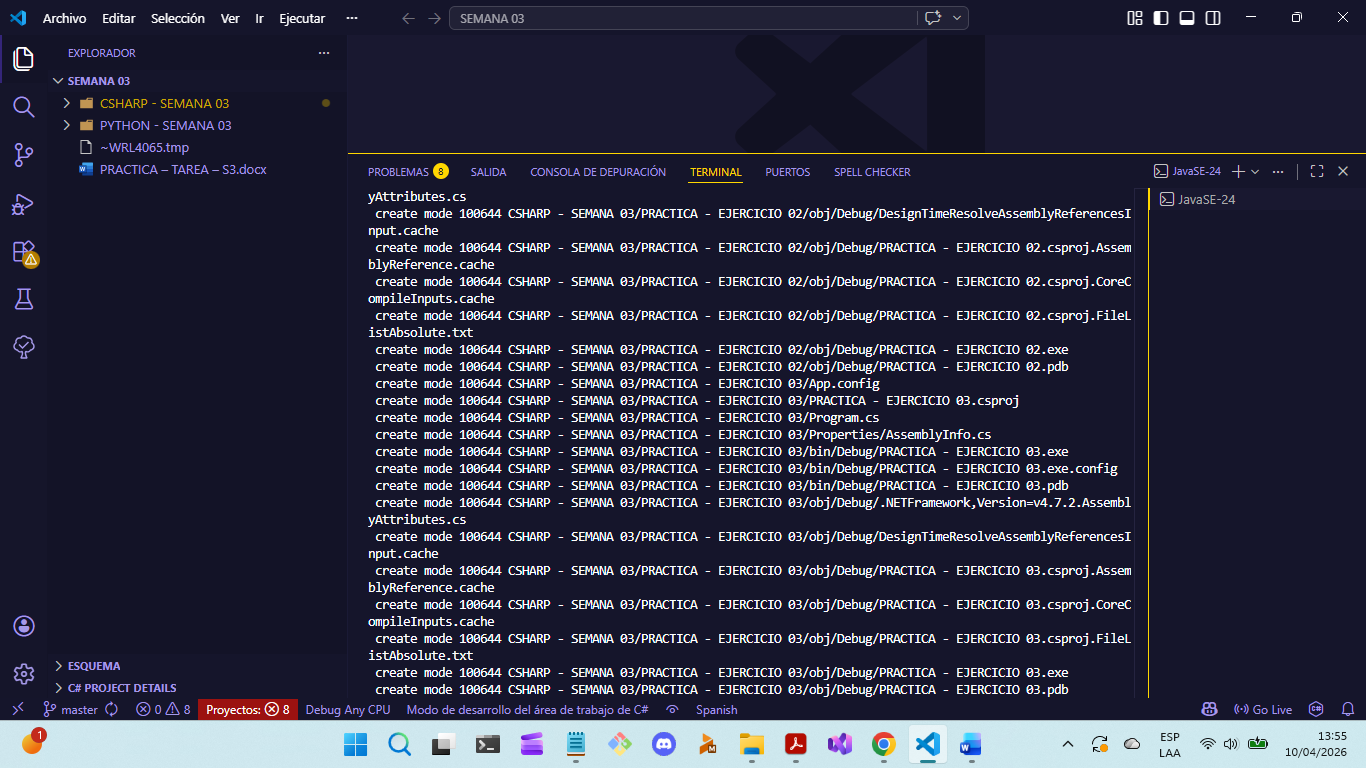 Archivo Editar Selección Ver Ir Ejecutar ···
SEMANA 03
EXPLORADOR
SEMANA 03
CSHARP - SEMANA 03
PYTHON - SEMANA 03
~WRL4065.tmp
PRACTICA – TAREA – S3.docx
ESQUEMA
C# PROJECT DETAILS
PROBLEMAS 8 SALIDA CONSOLA DE DEPURACIÓN TERMINAL PUERTOS SPELL CHECKER
JavaSE-24
JavaSE-24
yAttributes.cs
create mode 100644 CSHARP - SEMANA 03/PRACTICA - EJERCICIO 02/obj/Debug/DesignTimeResolveAssemblyReferencesI
nput.cache
create mode 100644 CSHARP - SEMANA 03/PRACTICA - EJERCICIO 02/obj/Debug/PRACTICA - EJERCICIO 02.csproj.Assem
blyReference.cache
create mode 100644 CSHARP - SEMANA 03/PRACTICA - EJERCICIO 02/obj/Debug/PRACTICA - EJERCICIO 02.csproj.CoreC
ompileInputs.cache
create mode 100644 CSHARP - SEMANA 03/PRACTICA - EJERCICIO 02/obj/Debug/PRACTICA - EJERCICIO 02.csproj.FileL
istAbsolute.txt
create mode 100644 CSHARP - SEMANA 03/PRACTICA - EJERCICIO 02/obj/Debug/PRACTICA - EJERCICIO 02.exe
create mode 100644 CSHARP - SEMANA 03/PRACTICA - EJERCICIO 02/obj/Debug/PRACTICA - EJERCICIO 02.pdb
create mode 100644 CSHARP - SEMANA 03/PRACTICA - EJERCICIO 03/App.config
create mode 100644 CSHARP - SEMANA 03/PRACTICA - EJERCICIO 03/PRACTICA - EJERCICIO 03.csproj
create mode 100644 CSHARP - SEMANA 03/PRACTICA - EJERCICIO 03/Program.cs
create mode 100644 CSHARP - SEMANA 03/PRACTICA - EJERCICIO 03/Properties/AssemblyInfo.cs
create mode 100644 CSHARP - SEMANA 03/PRACTICA - EJERCICIO 03/bin/Debug/PRACTICA - EJERCICIO 03.exe
create mode 100644 CSHARP - SEMANA 03/PRACTICA - EJERCICIO 03/bin/Debug/PRACTICA - EJERCICIO 03.exe.config
create mode 100644 CSHARP - SEMANA 03/PRACTICA - EJERCICIO 03/bin/Debug/PRACTICA - EJERCICIO 03.pdb
create mode 100644 CSHARP - SEMANA 03/PRACTICA - EJERCICIO 03/obj/Debug/.NETFramework,Version=v4.7.2.Assembl
yAttributes.cs
create mode 100644 CSHARP - SEMANA 03/PRACTICA - EJERCICIO 03/obj/Debug/DesignTimeResolveAssemblyReferencesI
nput.cache
create mode 100644 CSHARP - SEMANA 03/PRACTICA - EJERCICIO 03/obj/Debug/PRACTICA - EJERCICIO 03.csproj.Assem
blyReference.cache
create mode 100644 CSHARP - SEMANA 03/PRACTICA - EJERCICIO 03/obj/Debug/PRACTICA - EJERCICIO 03.csproj.CoreC
ompileInputs.cache
create mode 100644 CSHARP - SEMANA 03/PRACTICA - EJERCICIO 03/obj/Debug/PRACTICA - EJERCICIO 03.csproj.FileL
istAbsolute.txt
create mode 100644 CSHARP - SEMANA 03/PRACTICA - EJERCICIO 03/obj/Debug/PRACTICA - EJERCICIO 03.exe
create mode 100644 CSHARP - SEMANA 03/PRACTICA - EJERCICIO 03/obj/Debug/PRACTICA - EJERCICIO 03.pdb
master 0 8 Proyectos: 8 Debug Any CPU Modo de desarrollo del área de trabajo de C# Spanish Go Live
1
ESP
LAA
13:55
10/04/2026